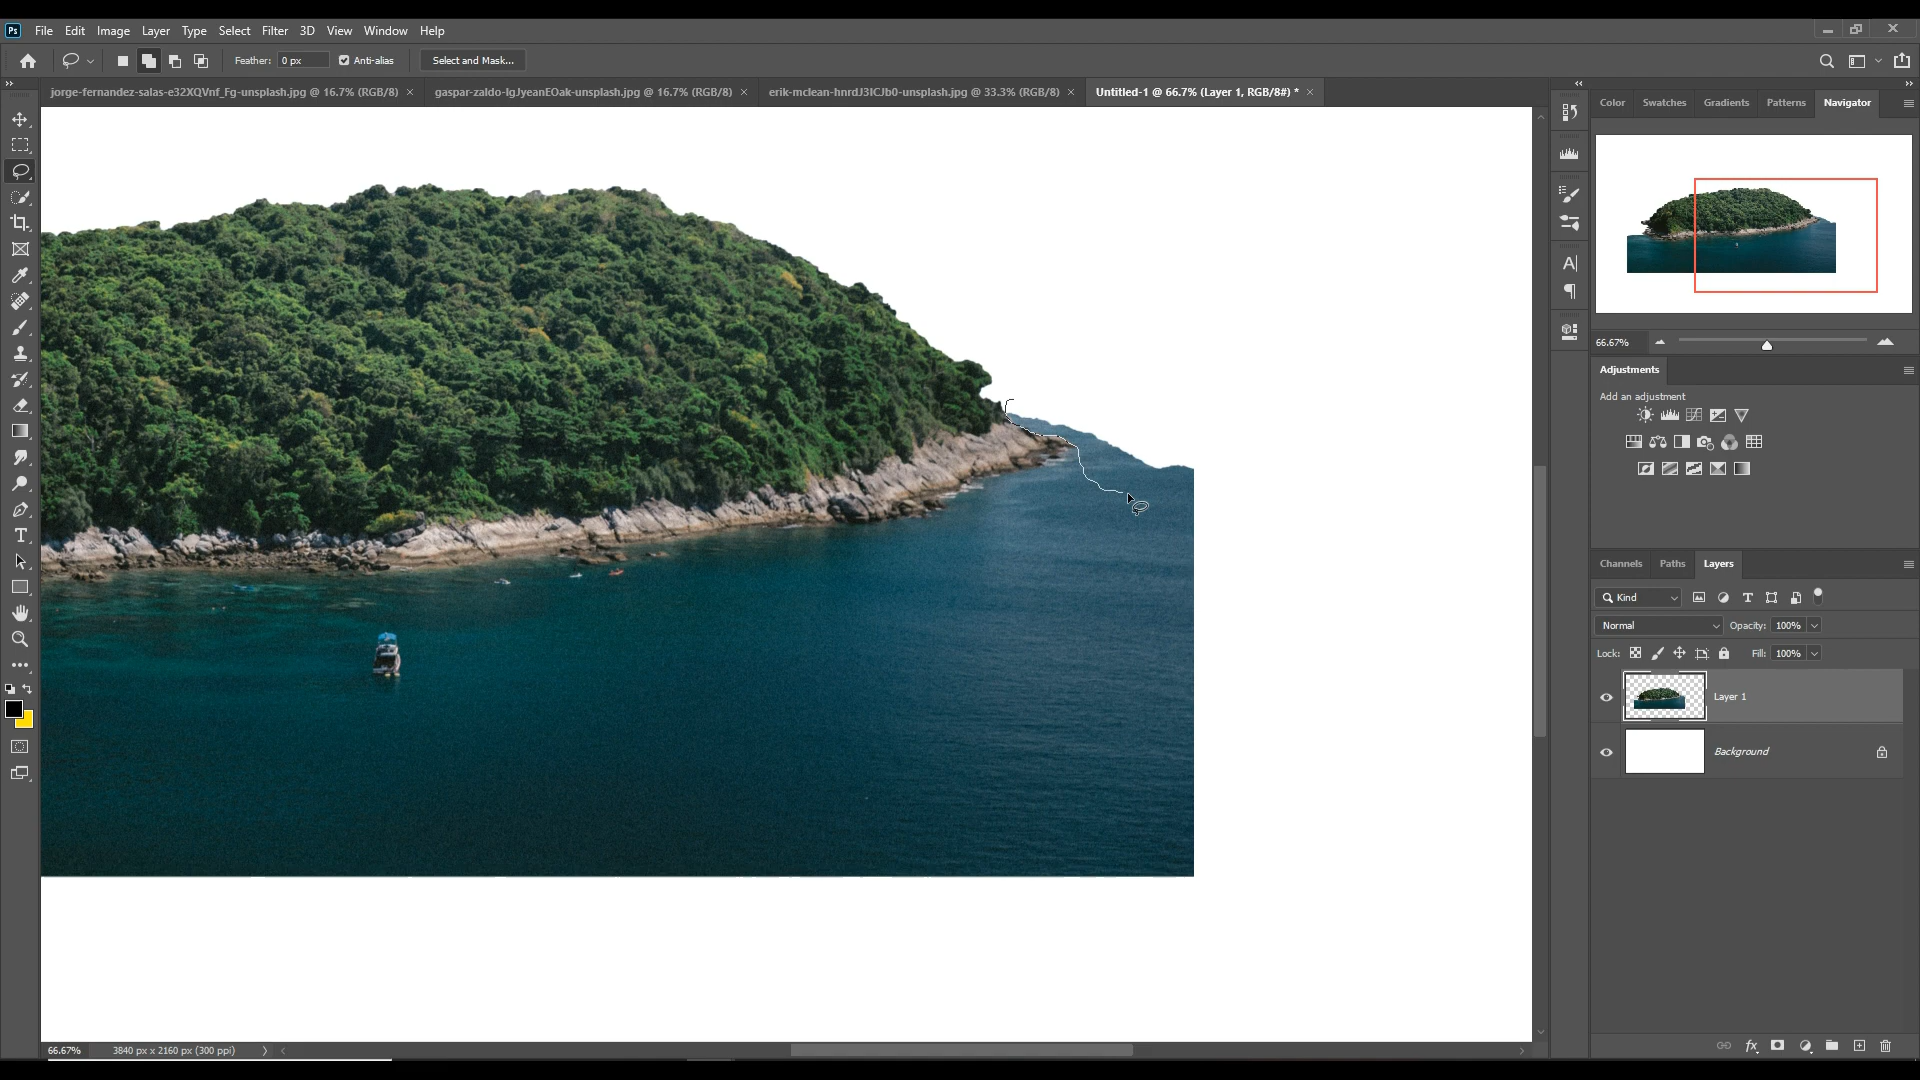 Ps File Edit Image Layer Type Select Filter 3D View Window Help
Feather: 0 px Anti-alias Select and Mask...
jorge-fernandez-salas-e32XQVnf_Fg-unsplash.jpg @ 16.7% (RGB/8) × gaspar-zaldo-IgJyeanEOak-unsplash.jpg @ 16.7% (RGB/8) × erik-mclean-hnrdJ3ICJb0-unsplash.jpg @ 33.3% (RGB/8) × Untitled-1 @ 66.7% (Layer 1, RGB/8#) * ×
Color Swatches Gradients Patterns Navigator
66.67%
Adjustments
Add an adjustment
Channels Paths Layers
Kind
Normal Opacity: 100%
Lock: Fill: 100%
Layer 1
Background
66.67% 3840 px x 2160 px (300 ppi)